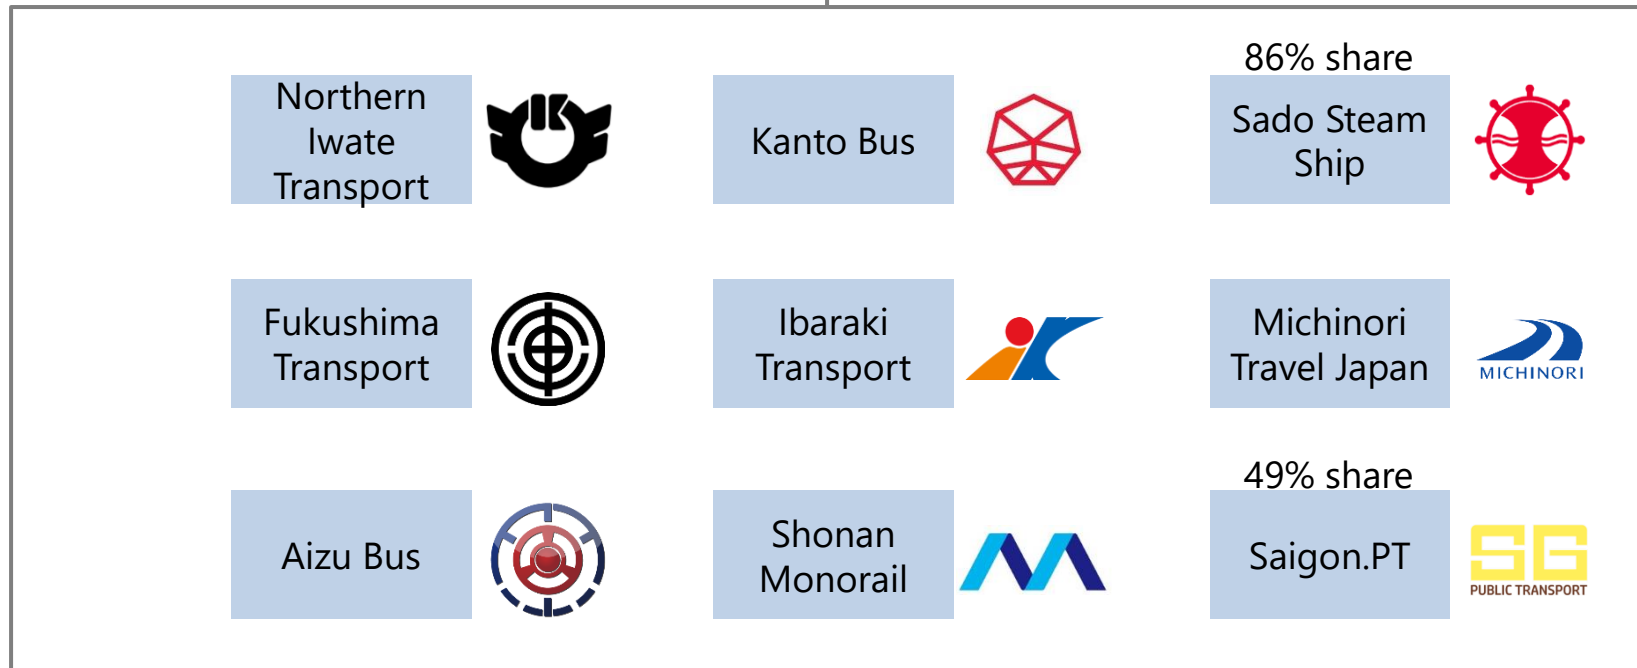 Northern
Iwate
Transport
Kanto Bus
86% share
Sado Steam
Ship
Fukushima
Transport
Ibaraki
Transport
Michinori
Travel Japan
MICHINORI
Aizu Bus
Shonan
Monorail
49% share
Saigon.PT
SG
PUBLIC TRANSPORT